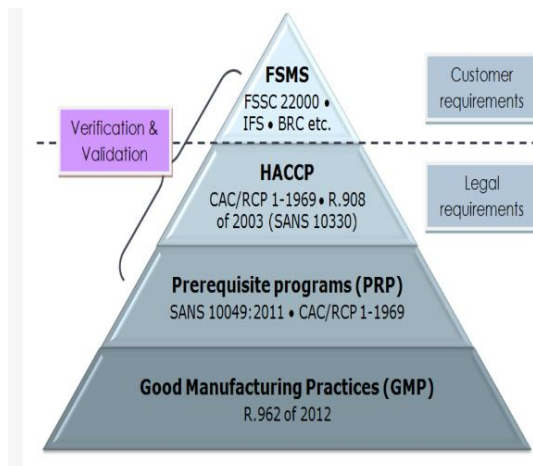 FSMS
FSSC 22000 •
IFS • BRC etc.
Customer
requirements
Verification &
Validation
HACCP
CAC/RCP 1-1969 • R.908
of 2003 (SANS 10330)
Legal
requirements
Prerequisite programs (PRP)
SANS 10049:2011 • CAC/RCP 1-1969
Good Manufacturing Practices (GMP)
R.962 of 2012